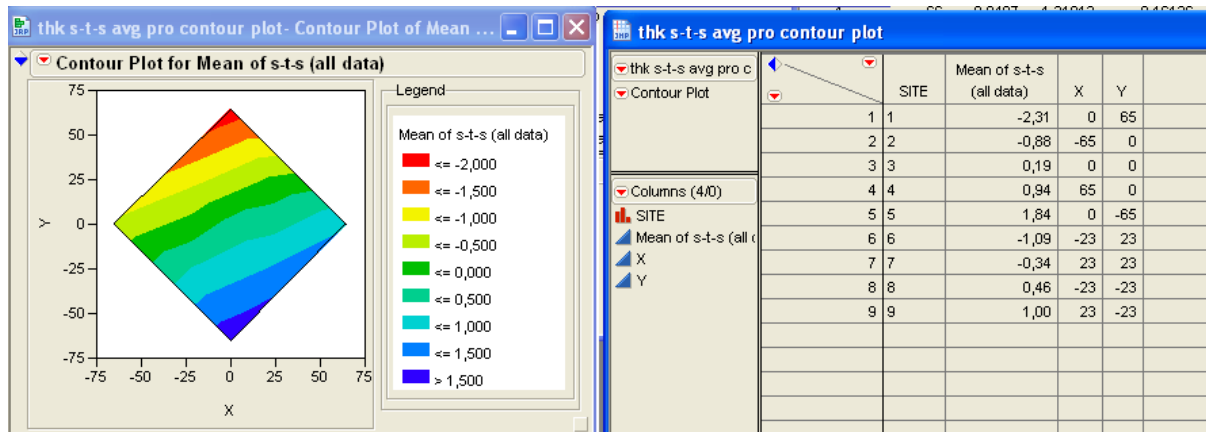 thk s-t-s avg pro contour plot- Contour Plot of Mean ...
Contour Plot for Mean of s-t-s (all data)
75
50
25
0
-25
-50
-75
Y
-75 -50 -25 0 25 50 75
X
Legend
Mean of s-t-s (all data)
<= -2,000
<= -1,500
<= -1,000
<= -0,500
<= 0,000
<= 0,500
<= 1,000
<= 1,500
> 1,500
thk s-t-s avg pro contour plot
thk s-t-s avg pro c
Contour Plot
Columns (4/0)
SITE
Mean of s-t-s (all
X
Y
SITE Mean of s-t-s (all data) X Y
1 1 -2,31 0 65
2 2 -0,88 -65 0
3 3 0,19 0 0
4 4 0,94 65 0
5 5 1,84 0 -65
6 6 -1,09 -23 23
7 7 -0,34 23 23
8 8 0,46 -23 -23
9 9 1,00 23 -23